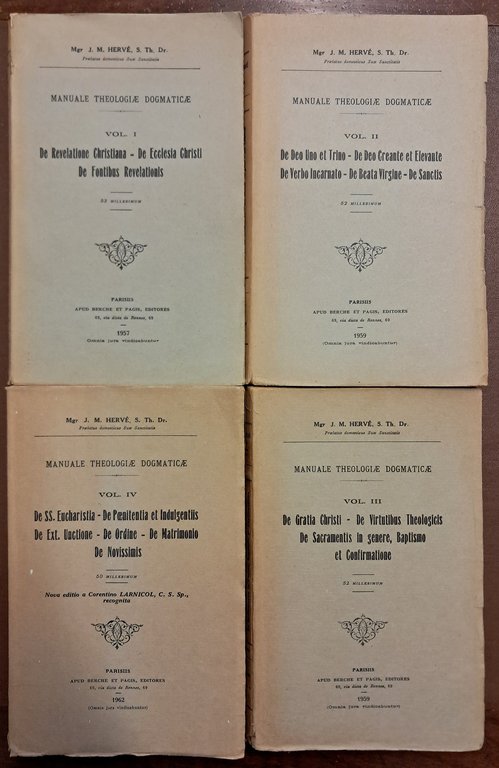 Mgr J. M. HERVÉ, S. Th. Dr.
Prælatus domesticus Suæ Sanctitatis
MANUALE THEOLOGIÆ DOGMATICÆ
VOL. I
De Revelatione Christiana - De Ecclesia Christi
De Fontibus Revelationis
53 MILLESIMUM
PARISIIS
APUD BERCHE ET PAGIS, EDITORES
69, via dicta de Rennes, 69
1957
(Omnia jura vindicabuntur)
Mgr J. M. HERVÉ, S. Th. Dr.
Prælatus domesticus Suæ Sanctitatis
MANUALE THEOLOGIÆ DOGMATICÆ
VOL. II
De Deo Uno et Trino - De Deo Creante et Elevante
De Verbo Incarnato - De Beata Virgine - De Sanctis
52 MILLESIMUM
PARISIIS
APUD BERCHE ET PAGIS, EDITORES
69, via dicta de Rennes, 69
1959
(Omnia jura vindicabuntur)
Mgr J. M. HERVÉ, S. Th. Dr.
Prælatus domesticus Suæ Sanctitatis
MANUALE THEOLOGIÆ DOGMATICÆ
VOL. IV
De SS. Eucharistia - De Pœnitentia et Indulgentiis
De Ext. Unctione - De Ordine - De Matrimonio
De Novissimis
50 MILLESIMUM
Nova editio a Corentino LARNICOL, C. S. Sp.,
recognita
PARISIIS
APUD BERCHE ET PAGIS, EDITORES
69, via dicta de Rennes, 69
1962
(Omnia jura vindicabuntur)
Mgr J. M. HERVÉ, S. Th. Dr.
Prælatus domesticus Suæ Sanctitatis
MANUALE THEOLOGIÆ DOGMATICÆ
VOL. III
De Gratia Christi - De Virtutibus Theologicis
De Sacramentis in genere, Baptismo
et Confirmatione
52 MILLESIMUM
PARISIIS
APUD BERCHE ET PAGIS, EDITORES
69, via dicta de Rennes, 69
1959
(Omnia jura vindicabuntur)